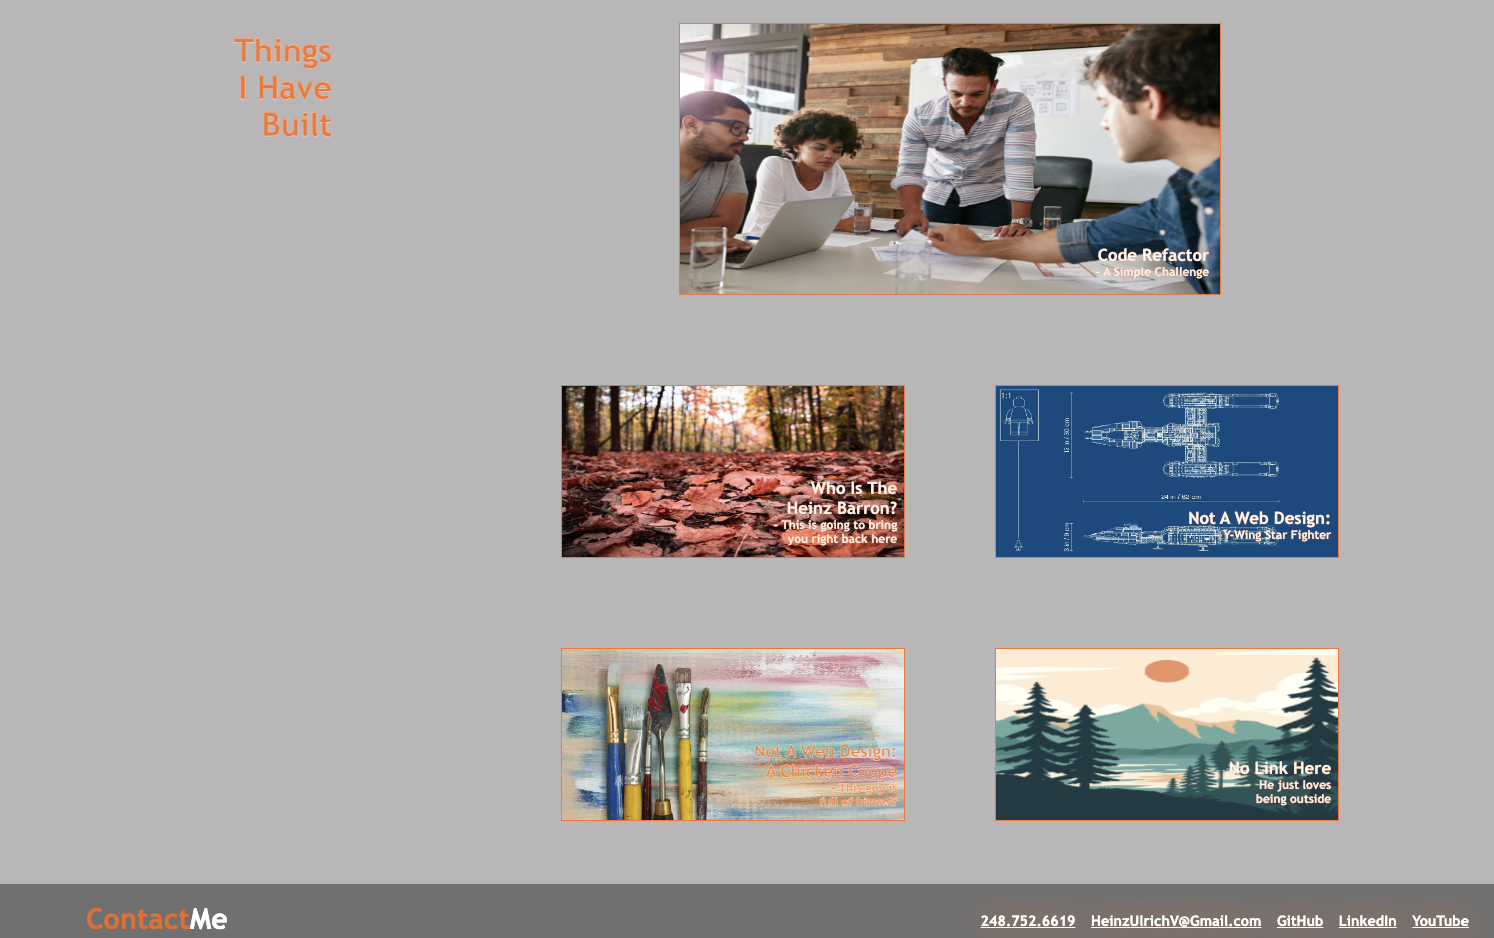 Things
I Have
Built
Code Refactor
- A Simple Challenge
Who Is The
Heinz Barron?
- This is going to bring
you right back here
1:1
12 in / 30 cm
24 in / 62 cm
3 in / 9 cm
Not A Web Design:
- Y-Wing Star Fighter
Not A Web Design:
A Chicken Coope
- This guy is
full of himself
No Link Here
He just loves
being outside
ContactMe
248.752.6619 HeinzUlrichV@Gmail.com GitHub LinkedIn YouTube